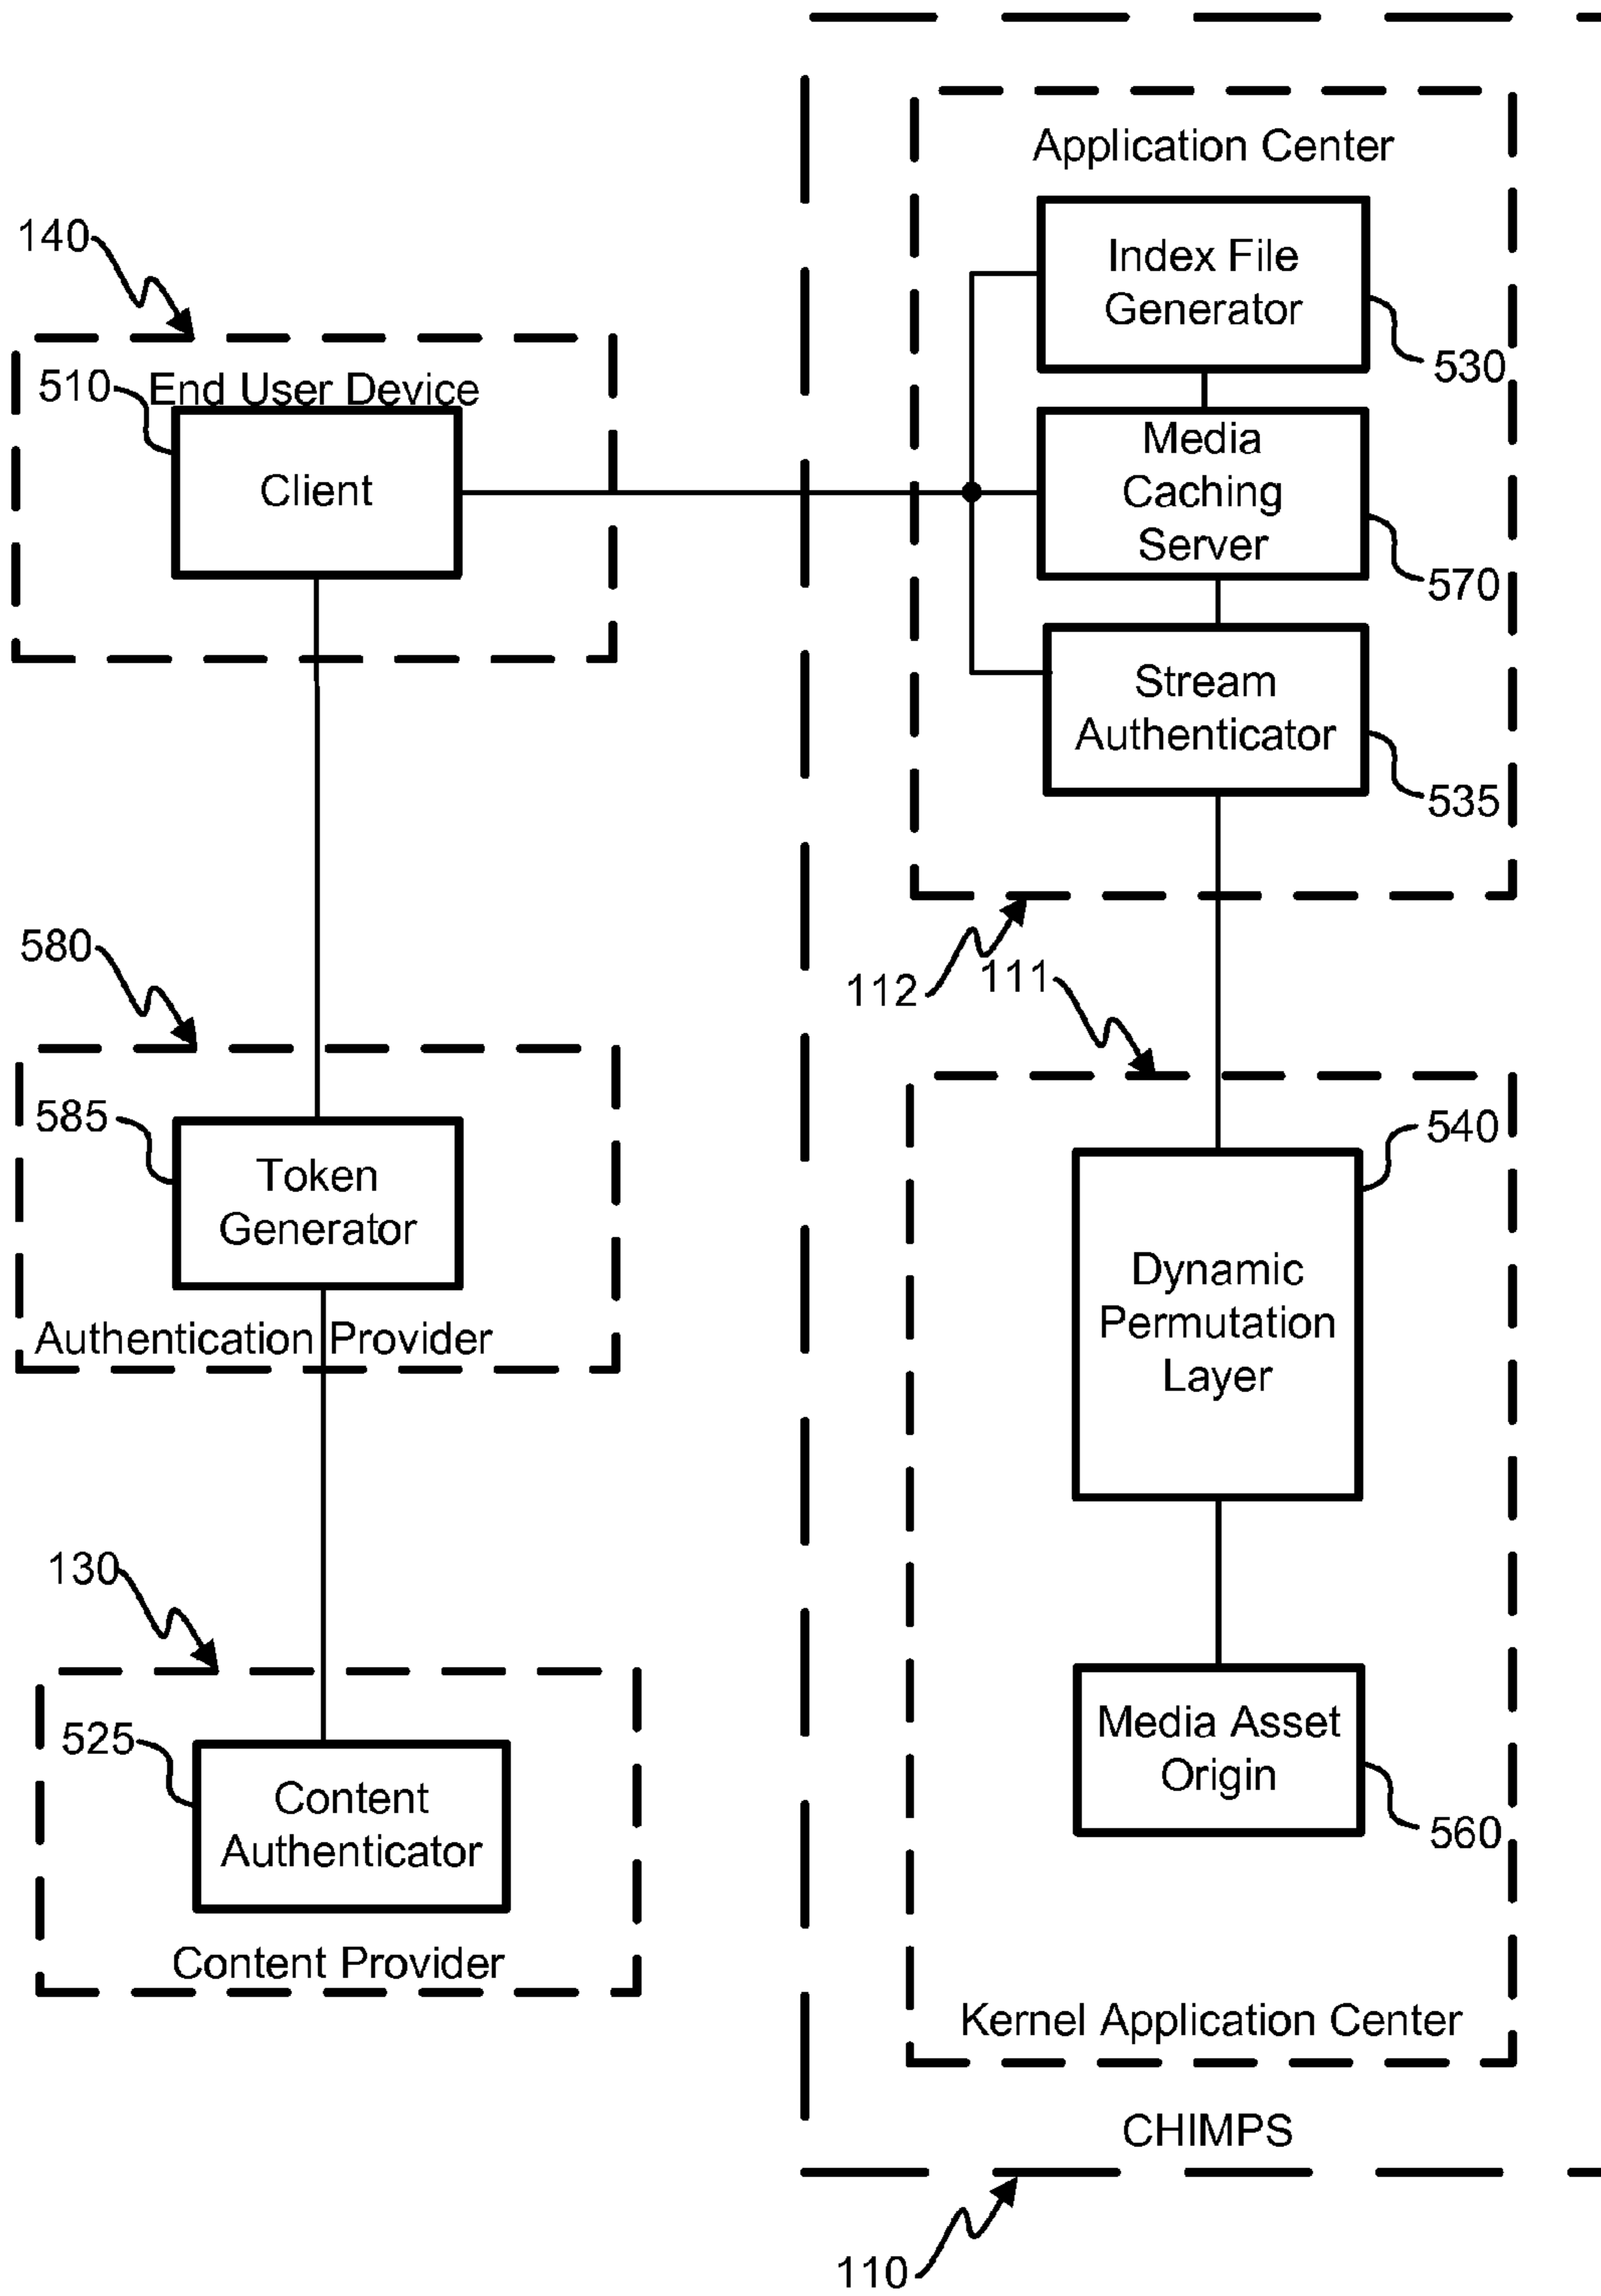 140
510
End User Device
Client
580
585
Token
Generator
Authentication Provider
130
525
Content
Authenticator
Content Provider
Application Center
Index File
Generator
530
Media
Caching
Server
570
Stream
Authenticator
535
112
111
540
Dynamic
Permutation
Layer
Media Asset
Origin
560
Kernel Application Center
CHIMPS
110